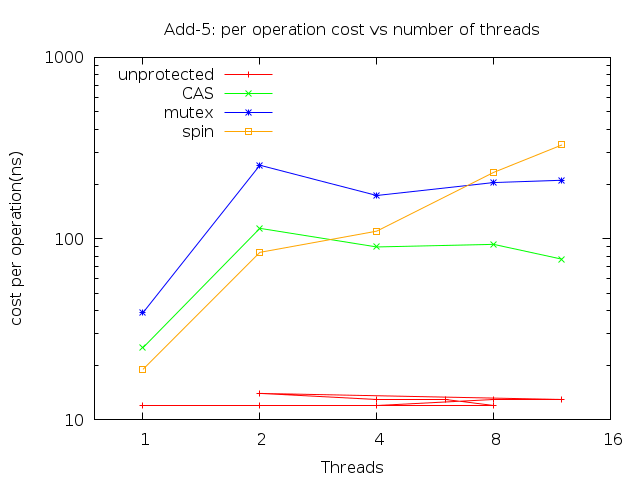 Add-5: per operation cost vs number of threads
1000
unprotected
CAS
mutex
spin
cost per operation(ns)
100
10
1 2 4 8 16
Threads